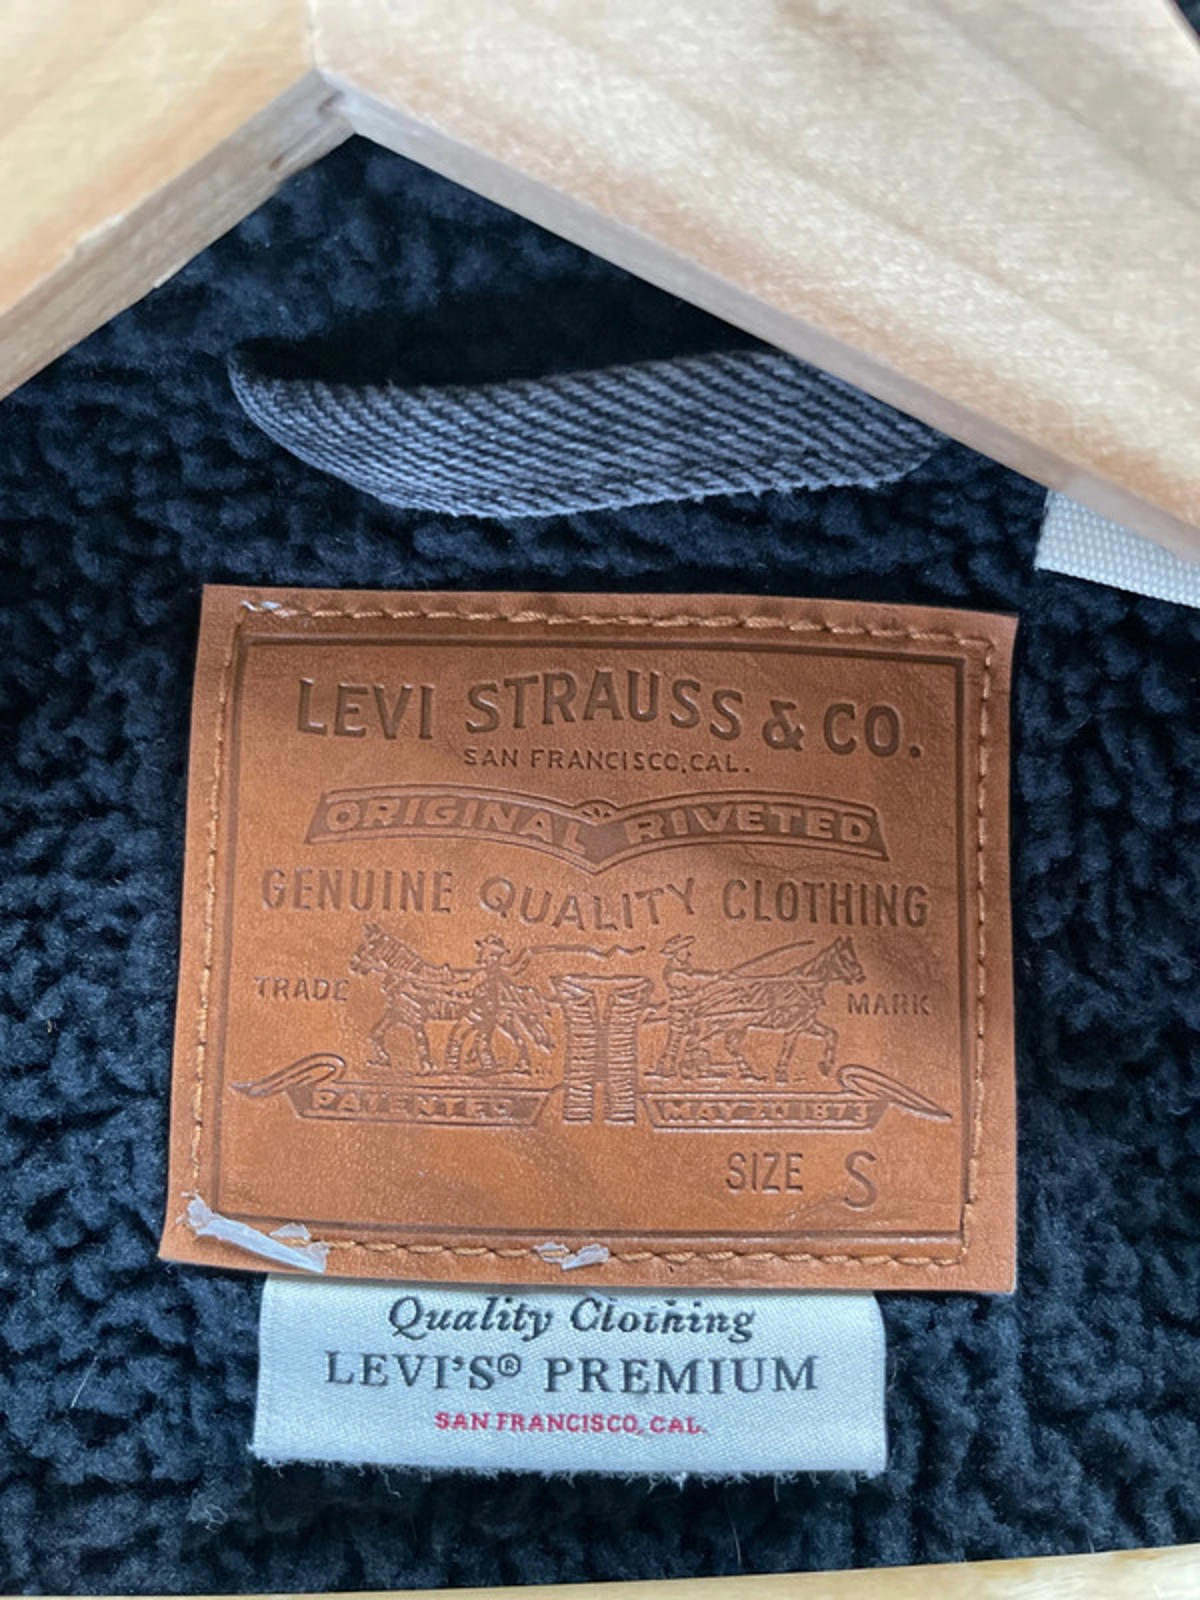 LEVI STRAUSS & CO.
SAN FRANCISCO, CAL.
ORIGINAL RIVETED
GENUINE QUALITY CLOTHING
TRADE MARK
PATENTED MAY 20 1873
SIZE S
Quality Clothing
LEVI'S® PREMIUM
SAN FRANCISCO, CAL.